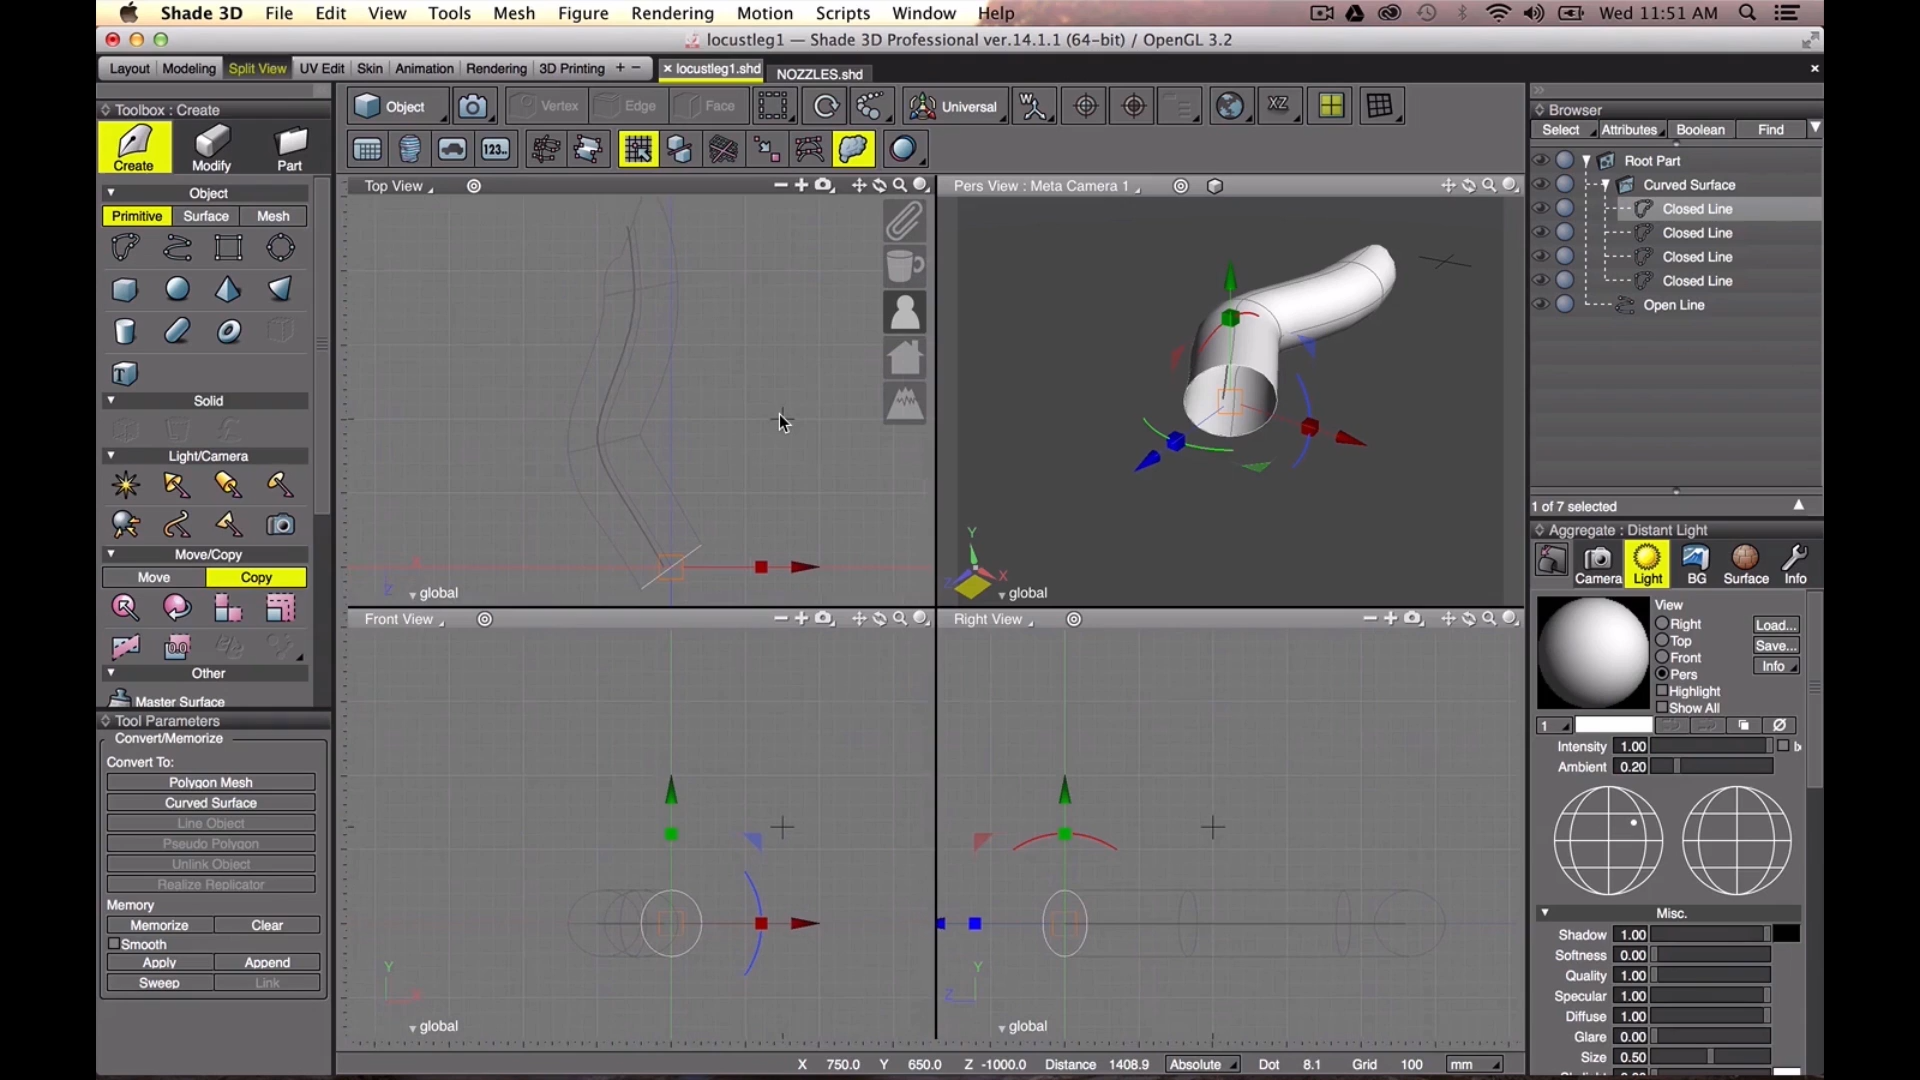 Shade 3D File Edit View Tools Mesh Figure Rendering Motion Scripts Window Help Wed 11:51 AM
locustleg1 — Shade 3D Professional ver.14.1.1 (64-bit) / OpenGL 3.2
Layout Modeling Split View UV Edit Skin Animation Rendering 3D Printing + − × locustleg1.shd NOZZLES.shd ×
Toolbox : Create
Create Modify Part
Object
Primitive Surface Mesh
T
Solid
Light/Camera
Move/Copy
Move Copy
Other
Master Surface
Tool Parameters
Convert/Memorize
Convert To:
Polygon Mesh
Curved Surface
Line Object
Pseudo Polygon
Unlink Object
Realize Replicator
Memory
Memorize Clear
Smooth
Apply Append
Sweep Link
Object Vertex Edge Face Universal XZ
123..
Top View
X
Z
global
Pers View : Meta Camera 1
Y
Z X
global
Front View
Y
X
global
Right View
Y
Z
global
X 750.0 Y 650.0 Z -1000.0 Distance 1408.9 Absolute Dot 8.1 Grid 100 mm
Browser
Select Attributes Boolean Find
Root Part
Curved Surface
Closed Line
Closed Line
Closed Line
Closed Line
Open Line
1 of 7 selected
Aggregate : Distant Light
Camera Light BG Surface Info
View
Right Load...
Top Save...
Front
Info
Pers
Highlight
Show All
1
Intensity 1.00
Ambient 0.20
Misc.
Shadow 1.00
Softness 0.00
Quality 1.00
Specular 1.00
Diffuse 1.00
Glare 0.00
Size 0.50